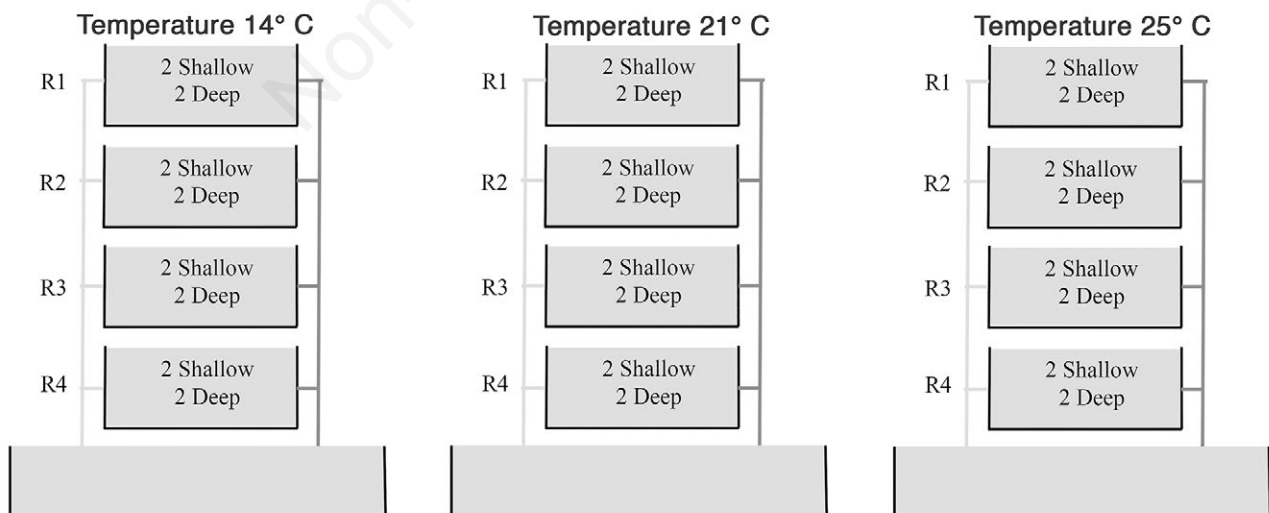 Temperature 14° C
R1
2 Shallow
2 Deep
R2
2 Shallow
2 Deep
R3
2 Shallow
2 Deep
R4
2 Shallow
2 Deep
Temperature 21° C
R1
2 Shallow
2 Deep
R2
2 Shallow
2 Deep
R3
2 Shallow
2 Deep
R4
2 Shallow
2 Deep
Temperature 25° C
R1
2 Shallow
2 Deep
R2
2 Shallow
2 Deep
R3
2 Shallow
2 Deep
R4
2 Shallow
2 Deep